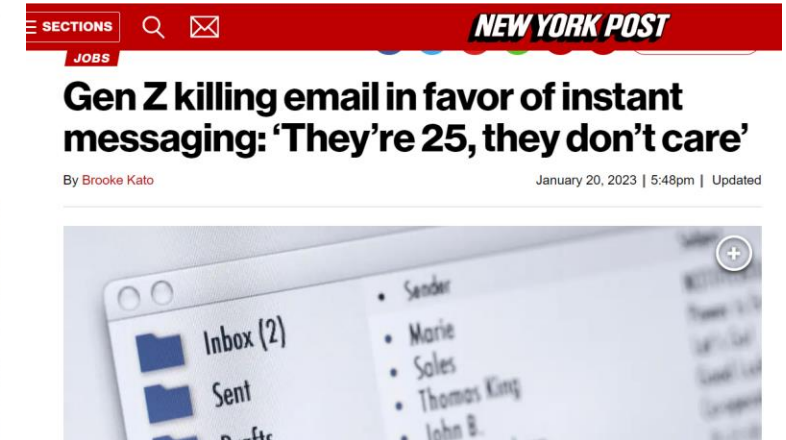 SECTIONS
NEW YORK POST
JOBS
Gen Z killing email in favor of instant
messaging: ‘They’re 25, they don’t care’
By Brooke Kato
January 20, 2023 | 5:48pm | Updated
Inbox (2)
Sent
Drafts
Sender
Marie
Sales
Thomas King
John B.